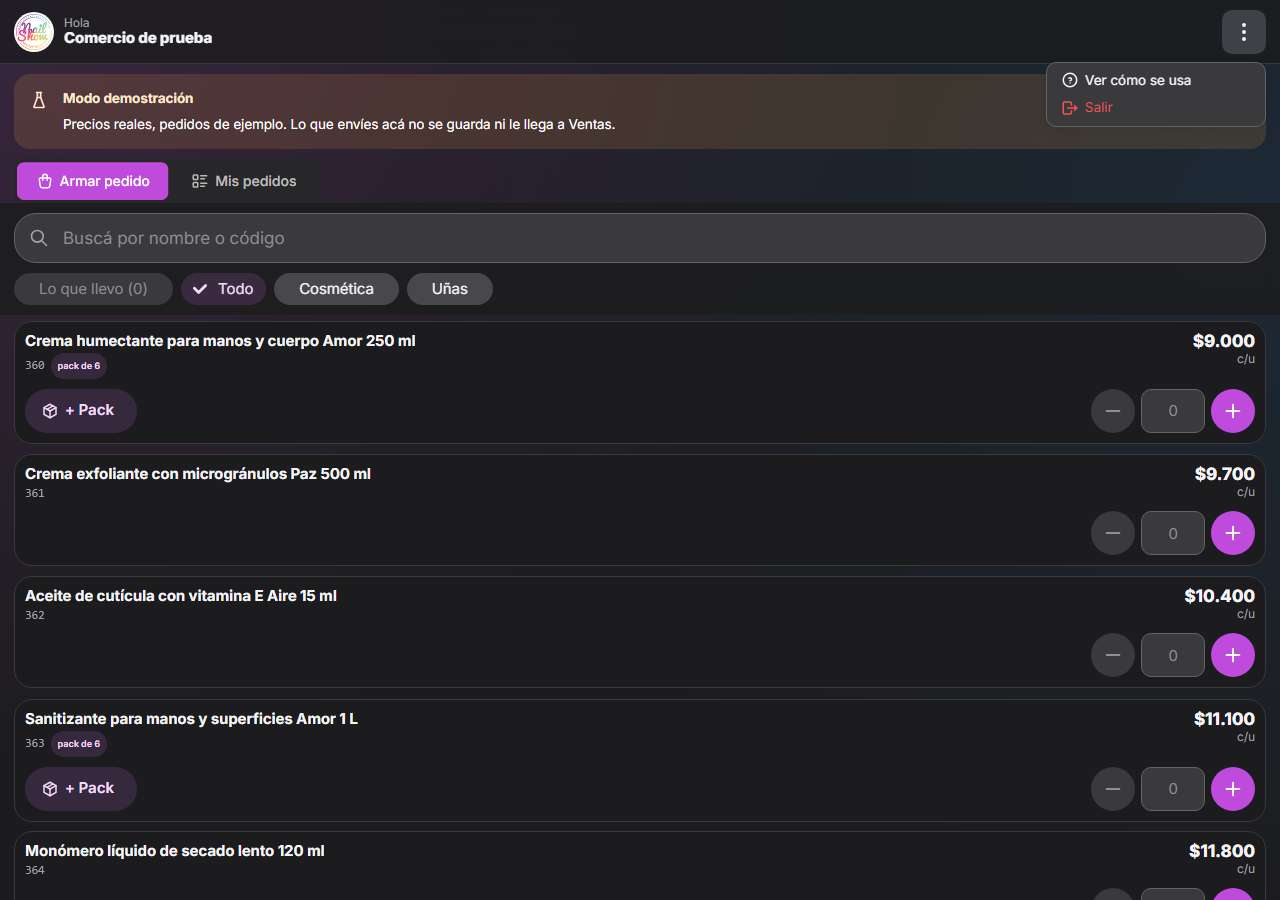 Nail
Show
Hola
Comercio de prueba
Ver cómo se usa
Salir
Modo demostración
Precios reales, pedidos de ejemplo. Lo que envíes acá no se guarda ni le llega a Ventas.
Armar pedido
Mis pedidos
Buscá por nombre o código
Lo que llevo (0)
Todo
Cosmética
Uñas
Crema humectante para manos y cuerpo Amor 250 ml
$9.000
360
pack de 6
c/u
+ Pack
0
Crema exfoliante con microgránulos Paz 500 ml
$9.700
361
c/u
0
Aceite de cutícula con vitamina E Aire 15 ml
$10.400
362
c/u
0
Sanitizante para manos y superficies Amor 1 L
$11.100
363
pack de 6
c/u
+ Pack
0
Monómero líquido de secado lento 120 ml
$11.800
364
c/u